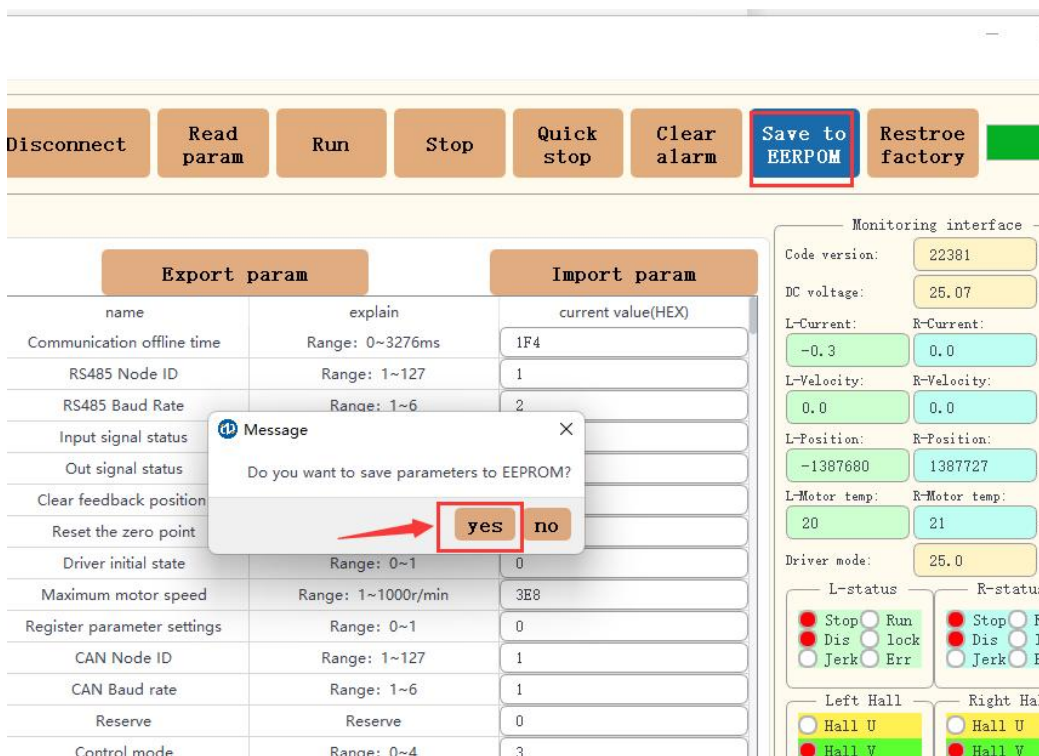 Disconnect
Read
param
Run
Stop
Quick
stop
Clear
alarm
Save to
EERPOM
Restroe
factory
Export param
Import param
name explain current value(HEX)
Communication offline time Range: 0~3276ms 1F4
RS485 Node ID Range: 1~127 1
RS485 Baud Rate Range: 1~6 2
Input signal status
Out signal status
Clear feedback position
Reset the zero point
Driver initial state Range: 0~1 0
Maximum motor speed Range: 1~1000r/min 3E8
Register parameter settings Range: 0~1 0
CAN Node ID Range: 1~127 1
CAN Baud rate Range: 1~6 1
Reserve Reserve 0
Control mode Range: 0~4 3
Message
Do you want to save parameters to EEPROM?
yes no
Monitoring interface
Code version: 22381
DC voltage: 25.07
L-Current: R-Current:
-0.3 0.0
L-Velocity: R-Velocity:
0.0 0.0
L-Position: R-Position:
-1387680 1387727
L-Motor temp: R-Motor temp:
20 21
Driver mode: 25.0
L-status R-status
Stop Run Stop
Dis lock Dis
Jerk Err Jerk
Left Hall Right Hal
Hall U Hall U
Hall V Hall V